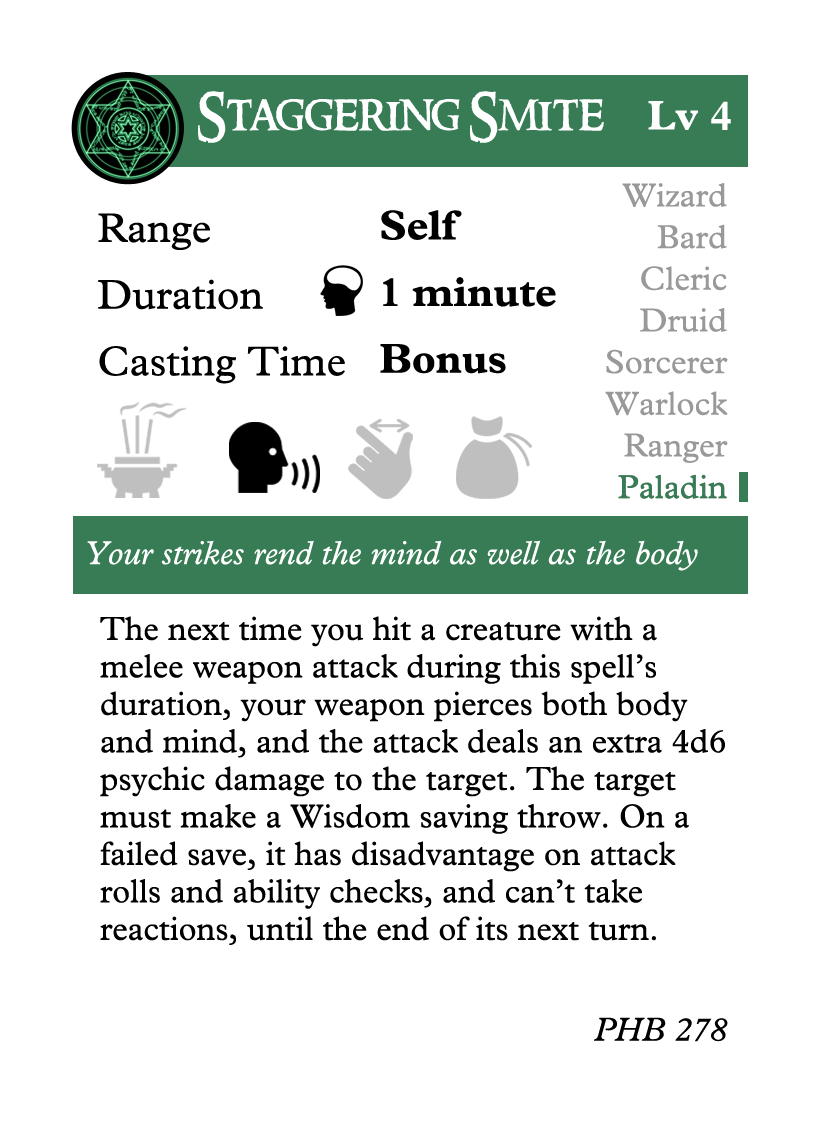 Staggering Smite Lv 4
Range Self
Duration 1 minute
Casting Time Bonus
Wizard
Bard
Cleric
Druid
Sorcerer
Warlock
Ranger
Paladin
Your strikes rend the mind as well as the body
The next time you hit a creature with a
melee weapon attack during this spell’s
duration, your weapon pierces both body
and mind, and the attack deals an extra 4d6
psychic damage to the target. The target
must make a Wisdom saving throw. On a
failed save, it has disadvantage on attack
rolls and ability checks, and can’t take
reactions, until the end of its next turn.
PHB 278